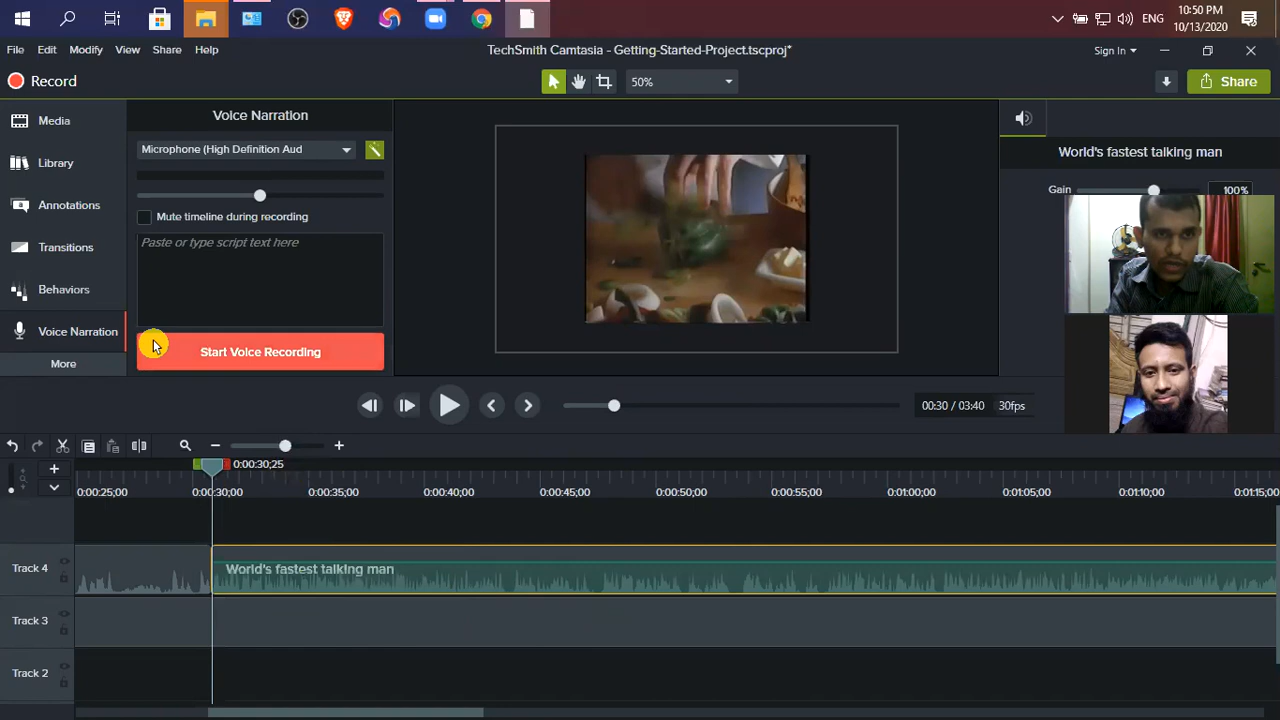 10:50 PM
ENG
10/13/2020
File Edit Modify View Share Help
TechSmith Camtasia - Getting-Started-Project.tscproj*
Sign In
Record
50%
Share
Media
Library
Annotations
Transitions
Behaviors
Voice Narration
More
Voice Narration
Microphone (High Definition Aud
Mute timeline during recording
Paste or type script text here
Start Voice Recording
World's fastest talking man
Gain
100%
00:30 / 03:40
30fps
0:00:30;25
0:00:25;00 0:00:30;00 0:00:35;00 0:00:40;00 0:00:45;00 0:00:50;00 0:00:55;00 0:01:00;00 0:01:05;00 0:01:10;00 0:01:15;00
Track 4
World's fastest talking man
Track 3
Track 2